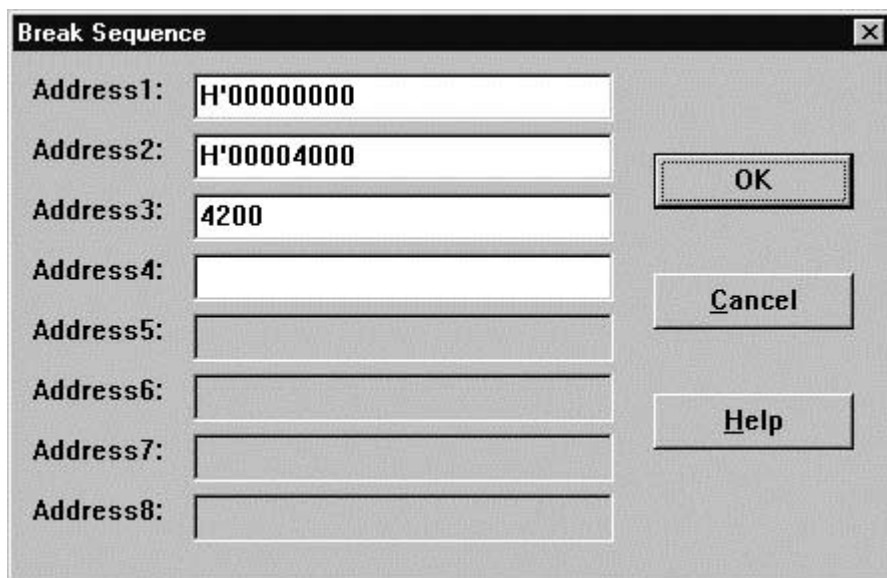 Break Sequence
Address1: H'00000000
Address2: H'00004000
Address3: 4200
Address4:
Address5:
Address6:
Address7:
Address8:
OK
Cancel
Help